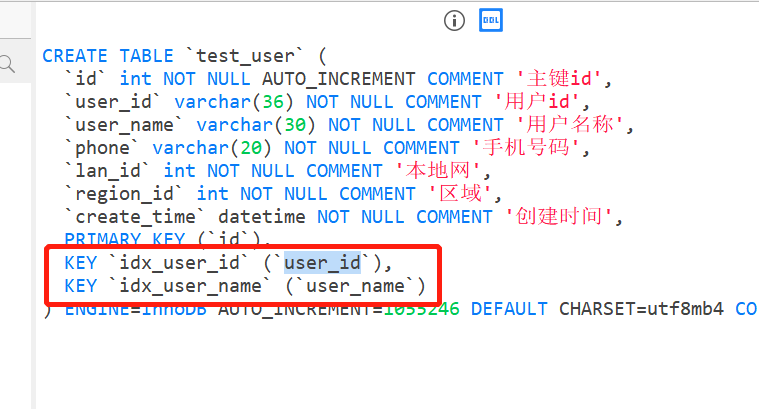 DDL
CREATE TABLE `test_user` (
`id` int NOT NULL AUTO_INCREMENT COMMENT '主键id',
`user_id` varchar(36) NOT NULL COMMENT '用户id',
`user_name` varchar(30) NOT NULL COMMENT '用户名称',
`phone` varchar(20) NOT NULL COMMENT '手机号码',
`lan_id` int NOT NULL COMMENT '本地网',
`region_id` int NOT NULL COMMENT '区域',
`create_time` datetime NOT NULL COMMENT '创建时间',
PRIMARY KEY (`id`),
KEY `idx_user_id` (`user_id`),
KEY `idx_user_name` (`user_name`)
) ENGINE=InnoDB AUTO_INCREMENT=1055246 DEFAULT CHARSET=utf8mb4 CO